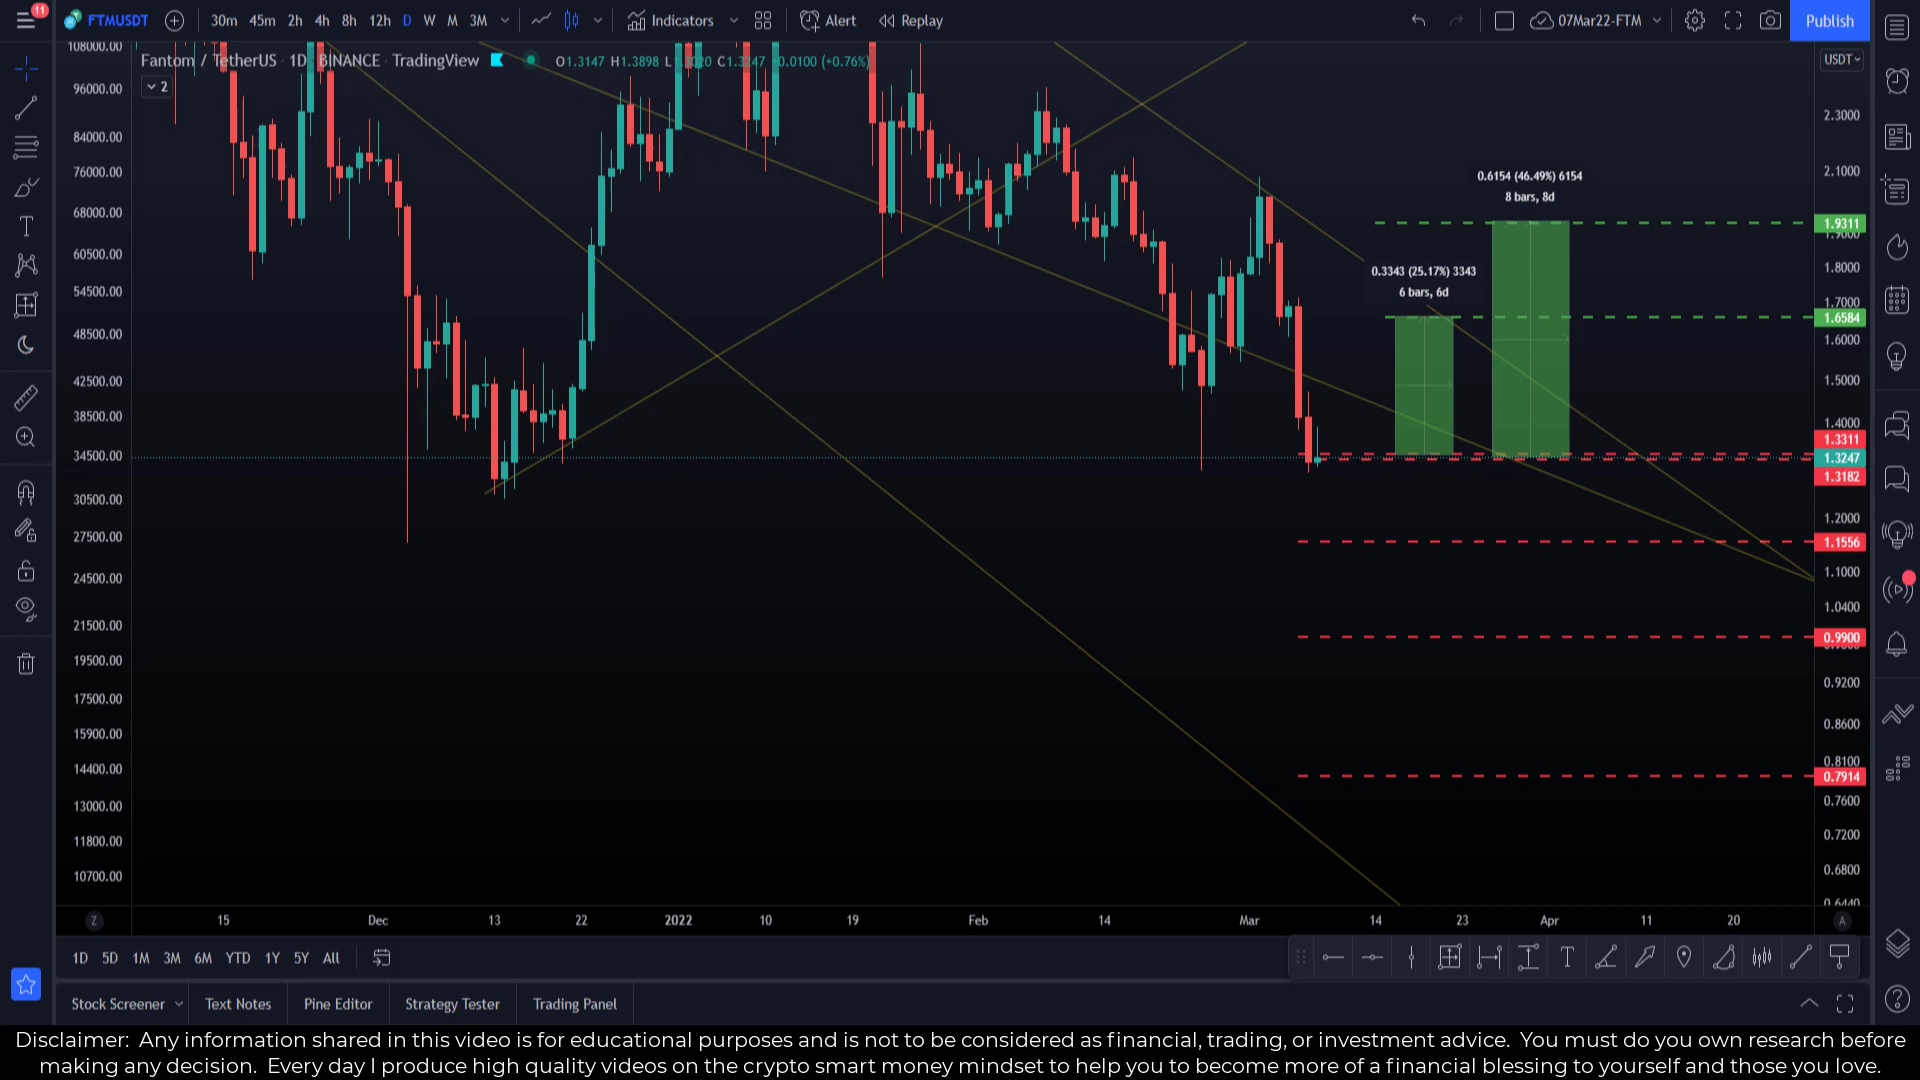 11
FTMUSDT
30m 45m 2h 4h 8h 12h D W M 3M
Indicators
Alert
Replay
07Mar22-FTM
Publish
Fantom / TetherUS 1D BINANCE TradingView
O1.3147 H1.3898 C1.3247 0.0100 (+0.76%)
2
USDT
108000.00
96000.00
84000.00
76000.00
68000.00
60500.00
54500.00
48500.00
42500.00
38500.00
34500.00
30500.00
27500.00
24500.00
21500.00
19500.00
17500.00
15900.00
14400.00
13000.00
11800.00
10700.00
0.6154 (46.49%) 6154
8 bars, 8d
0.3343 (25.17%) 3343
6 bars, 6d
2.3000
2.1000
1.9311
1.9000
1.8000
1.7000
1.6584
1.6000
1.5000
1.4000
1.3311
1.3247
1.3182
1.2000
1.1556
1.1000
1.0400
0.9900
0.9200
0.8600
0.8100
0.7914
0.7600
0.7200
0.6800
0.6440
Z 15 Dec 13 22 2022 10 19 Feb 14 Mar 14 23 Apr 11 20 A
1D 5D 1M 3M 6M YTD 1Y 5Y All
Stock Screener Text Notes Pine Editor Strategy Tester Trading Panel
Disclaimer: Any information shared in this video is for educational purposes and is not to be considered as financial, trading, or investment advice. You must do you own research before
making any decision. Every day I produce high quality videos on the crypto smart money mindset to help you to become more of a financial blessing to yourself and those you love.